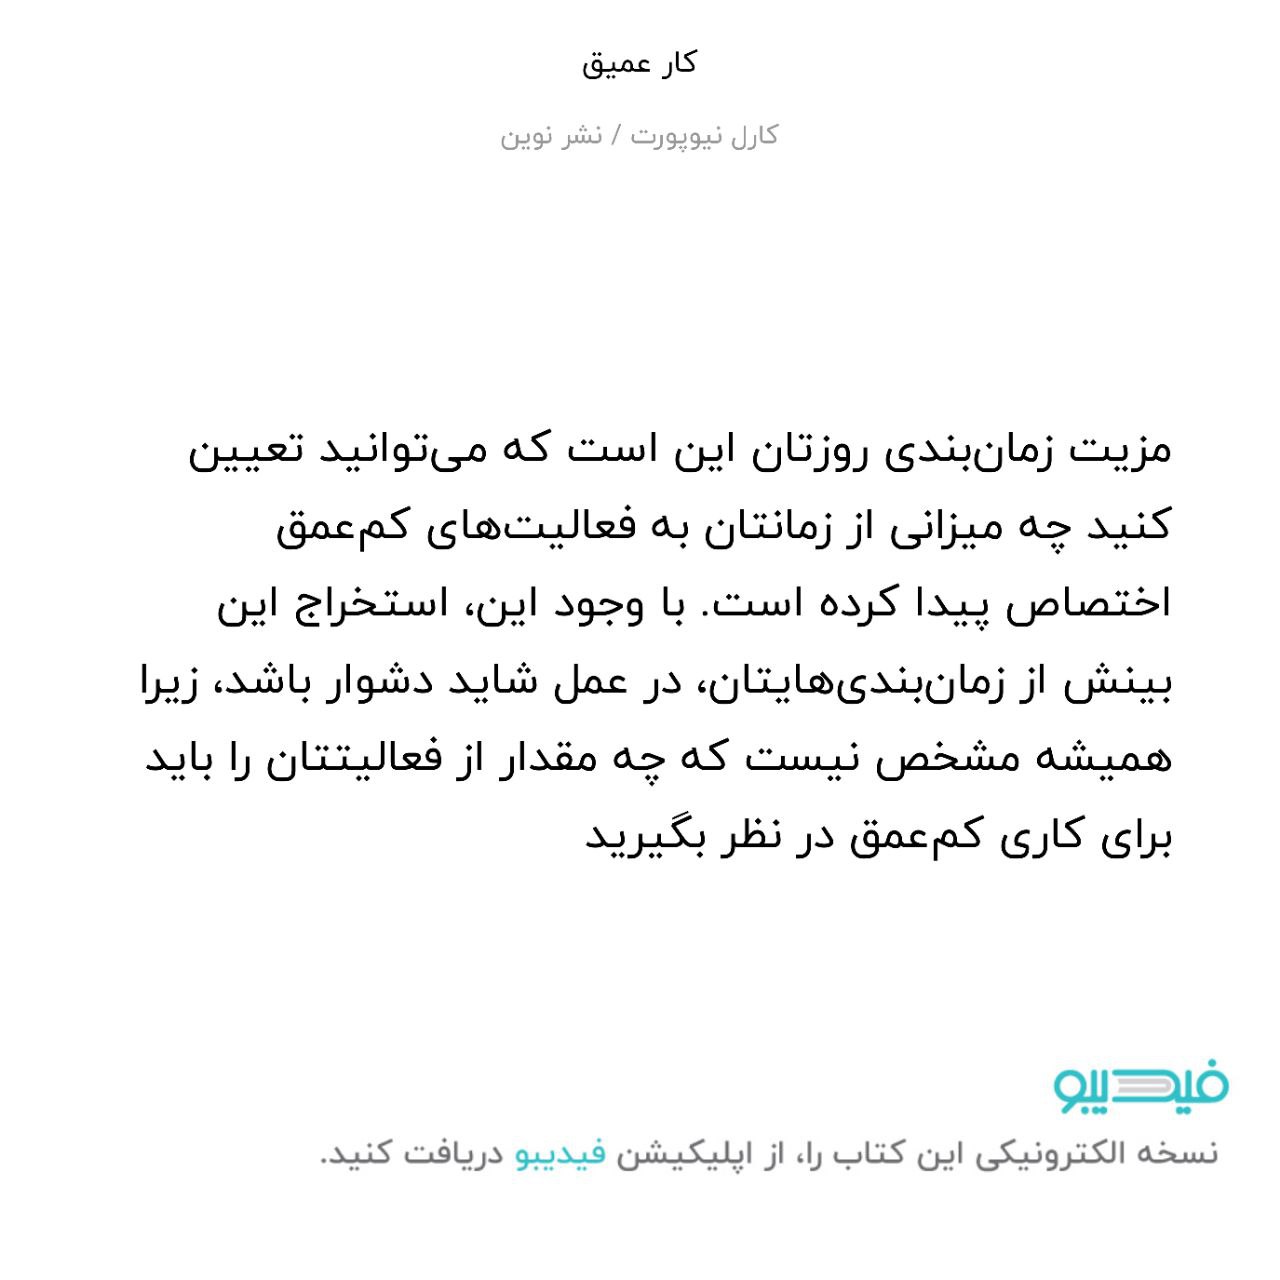 کار عمیق
کارل نیوپورت / نشر نوین
مزیت زمان‌بندی روزتان این است که می‌توانید تعیین
کنید چه میزانی از زمانتان به فعالیت‌های کم‌عمق
اختصاص پیدا کرده است. با وجود این، استخراج این
بینش از زمان‌بندی‌هایتان، در عمل شاید دشوار باشد، زیرا
همیشه مشخص نیست که چه مقدار از فعالیتتان را باید
برای کاری کم‌عمق در نظر بگیرید
فیدیبو
نسخه الکترونیکی این کتاب را، از اپلیکیشن فیدیبو دریافت کنید.